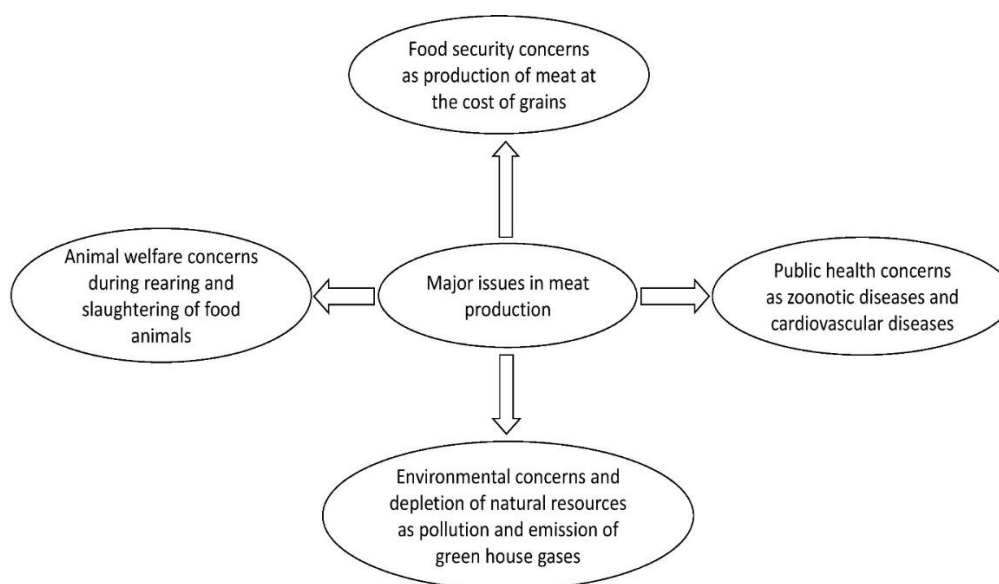 Food security concerns
as production of meat at
the cost of grains
Animal welfare concerns
during rearing and
slaughtering of food
animals
Major issues in meat
production
Public health concerns
as zoonotic diseases and
cardiovascular diseases
Environmental concerns and
depletion of natural resources
as pollution and emission of
green house gases